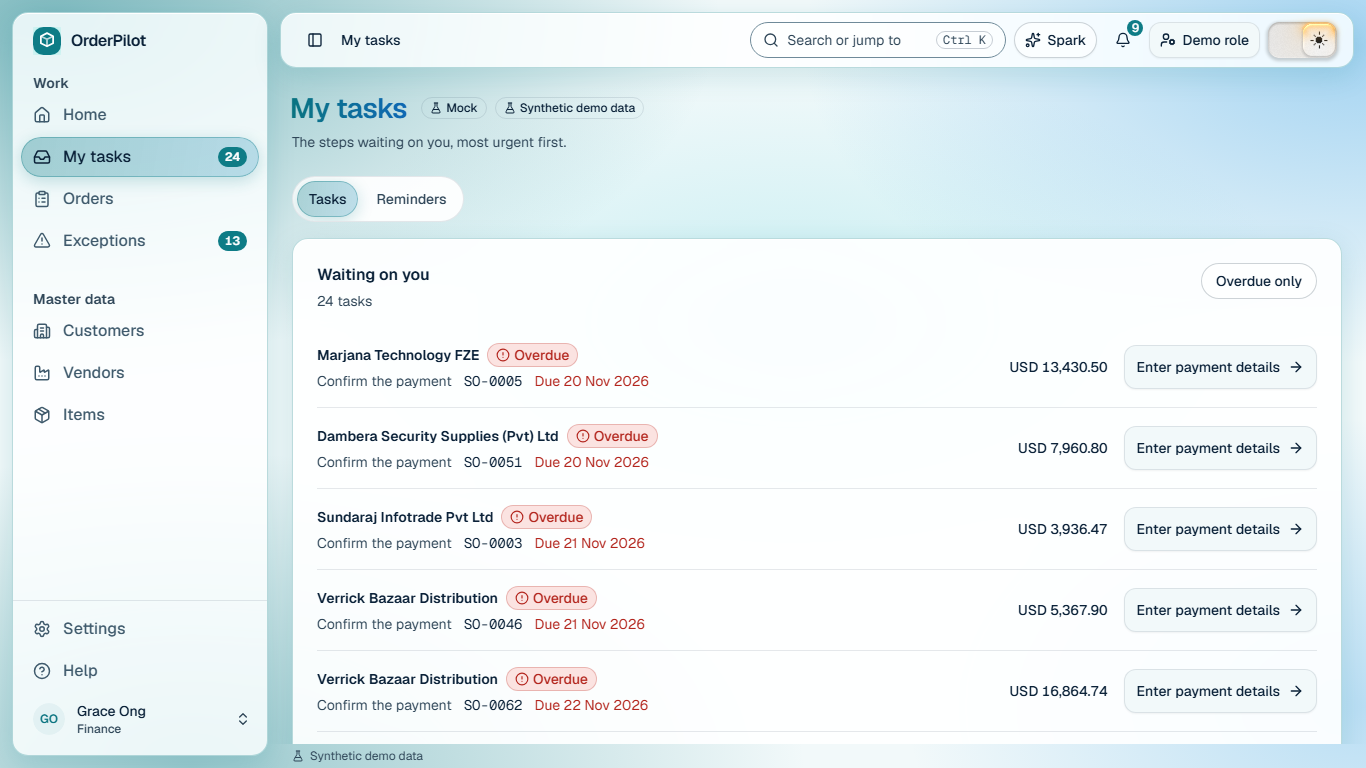 OrderPilot
Work
Home
My tasks 24
Orders
Exceptions 13
Master data
Customers
Vendors
Items
Settings
Help
GO Grace Ong
Finance
My tasks
Search or jump to Ctrl K
Spark
9
Demo role
My tasks Mock Synthetic demo data
The steps waiting on you, most urgent first.
Tasks Reminders
Waiting on you
24 tasks
Overdue only
Marjana Technology FZE Overdue
Confirm the payment SO-0005 Due 20 Nov 2026
USD 13,430.50 Enter payment details
Dambera Security Supplies (Pvt) Ltd Overdue
Confirm the payment SO-0051 Due 20 Nov 2026
USD 7,960.80 Enter payment details
Sundaraj Infotrade Pvt Ltd Overdue
Confirm the payment SO-0003 Due 21 Nov 2026
USD 3,936.47 Enter payment details
Verrick Bazaar Distribution Overdue
Confirm the payment SO-0046 Due 21 Nov 2026
USD 5,367.90 Enter payment details
Verrick Bazaar Distribution Overdue
Confirm the payment SO-0062 Due 22 Nov 2026
USD 16,864.74 Enter payment details
Synthetic demo data